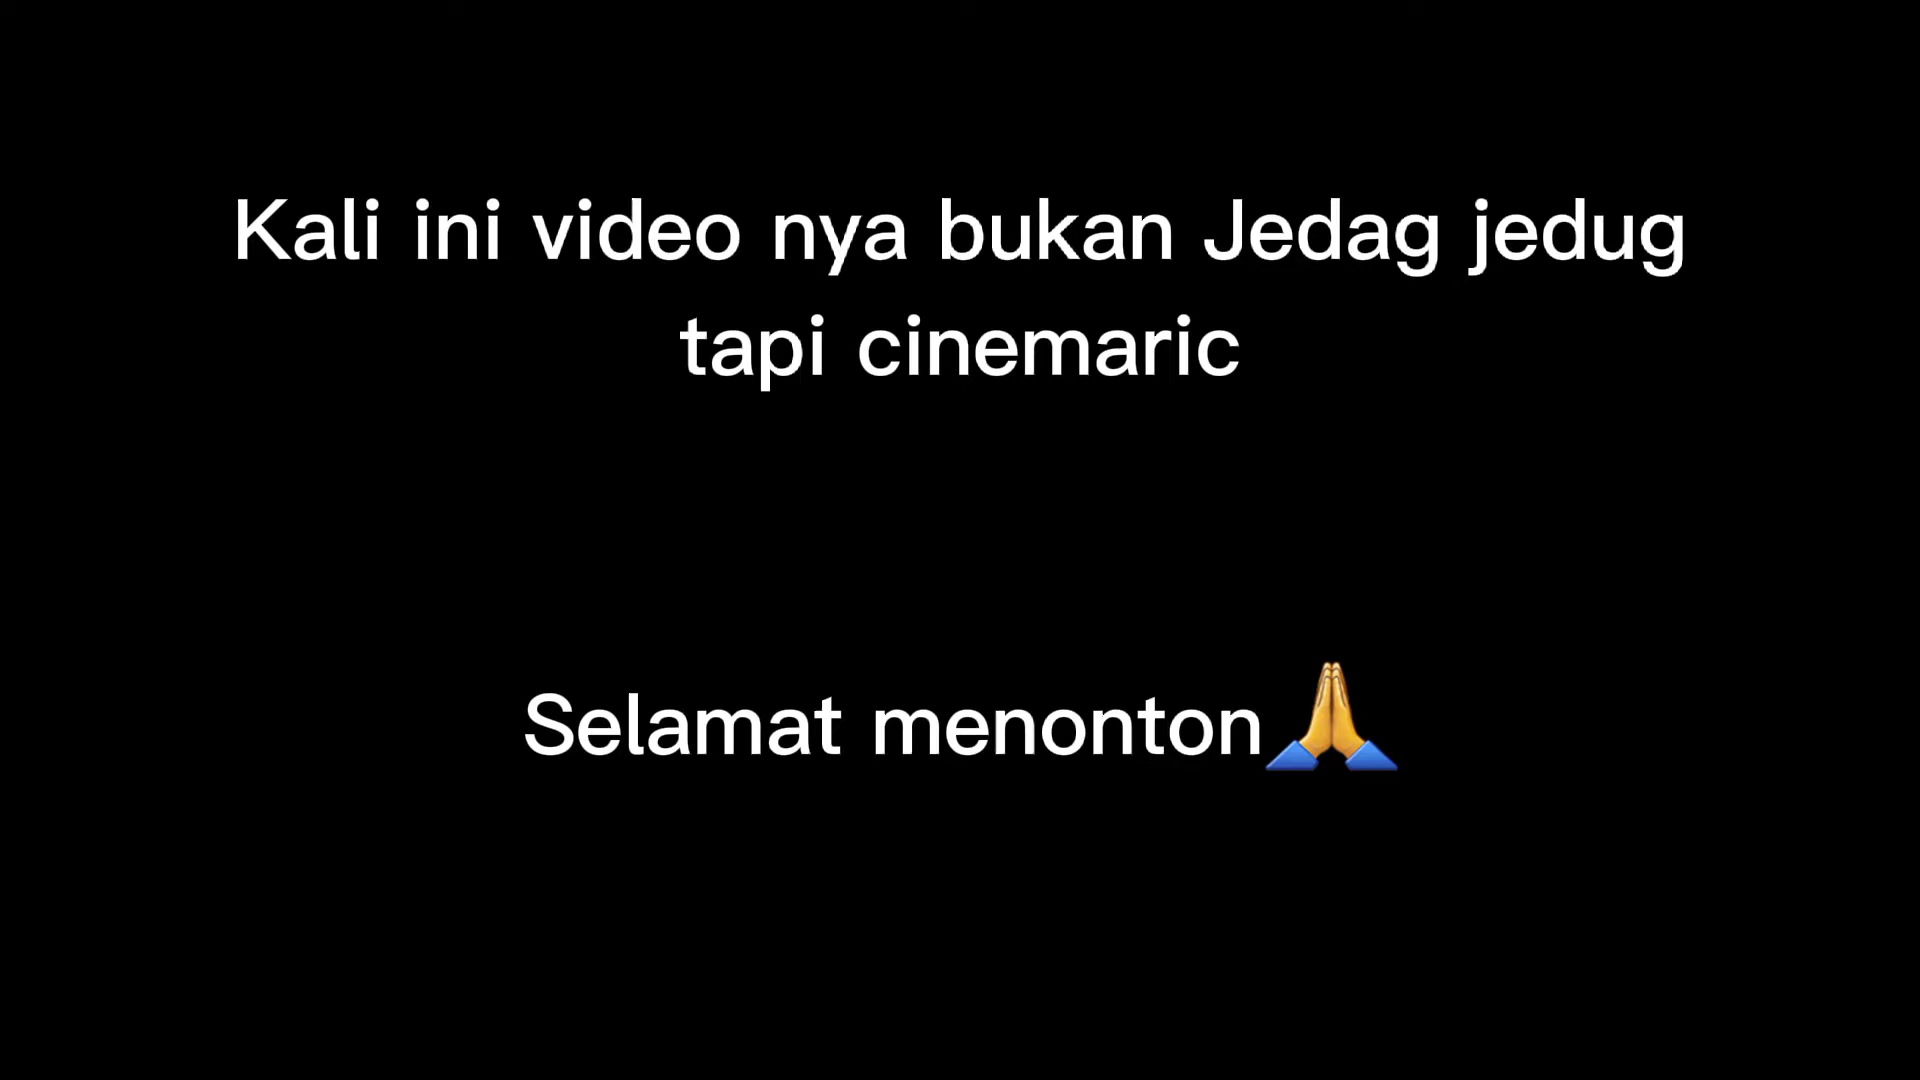 Kali ini video nya bukan Jedag jedug
tapi cinemaric
Selamat menonton🙏